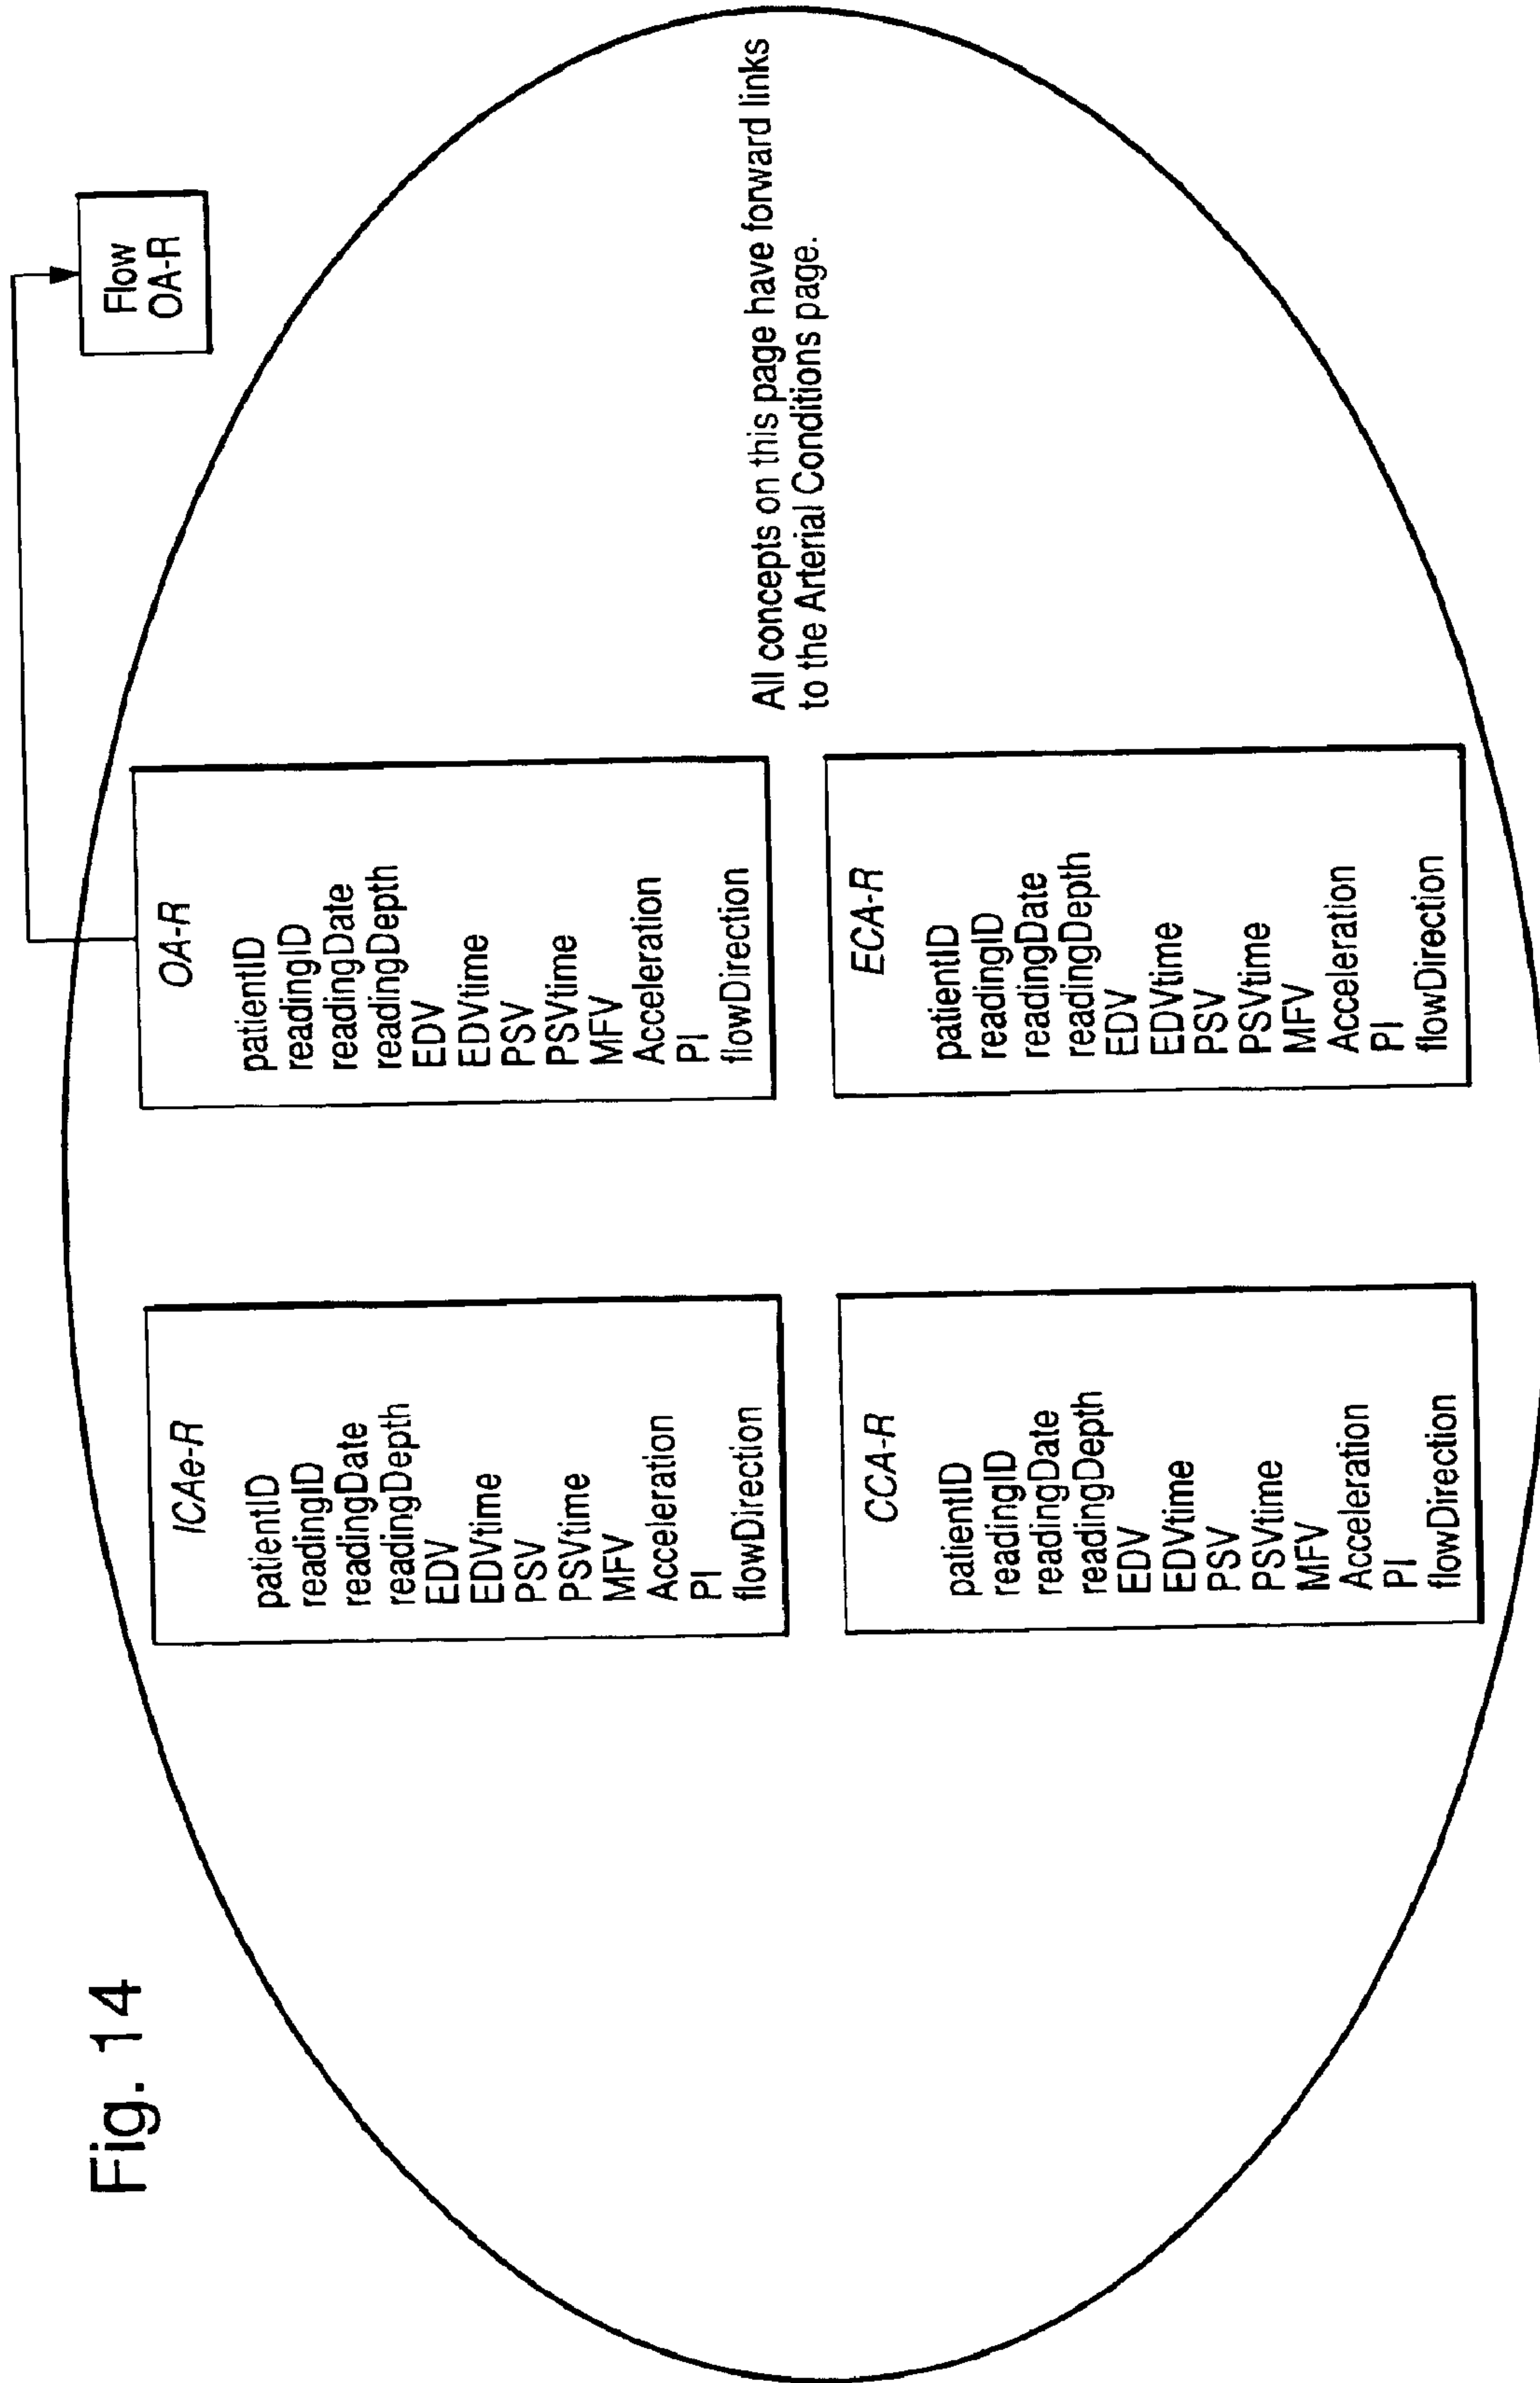 Fig. 14
Flow
OA-R
ICAe-R
patientID
readingID
readingDate
readingDepth
EDV
EDVtime
PSV
PSVtime
MFV
Acceleration
PI
flowDirection
OA-R
patientID
readingID
readingDate
readingDepth
EDV
EDVtime
PSV
PSVtime
MFV
Acceleration
PI
flowDirection
All concepts on this page have forward links
to the Arterial Conditions page.
CCA-R
patientID
readingID
readingDate
readingDepth
EDV
EDVtime
PSV
PSVtime
MFV
Acceleration
PI
flowDirection
ECA-R
patientID
readingID
readingDate
readingDepth
EDV
EDVtime
PSV
PSVtime
MFV
Acceleration
PI
flowDirection